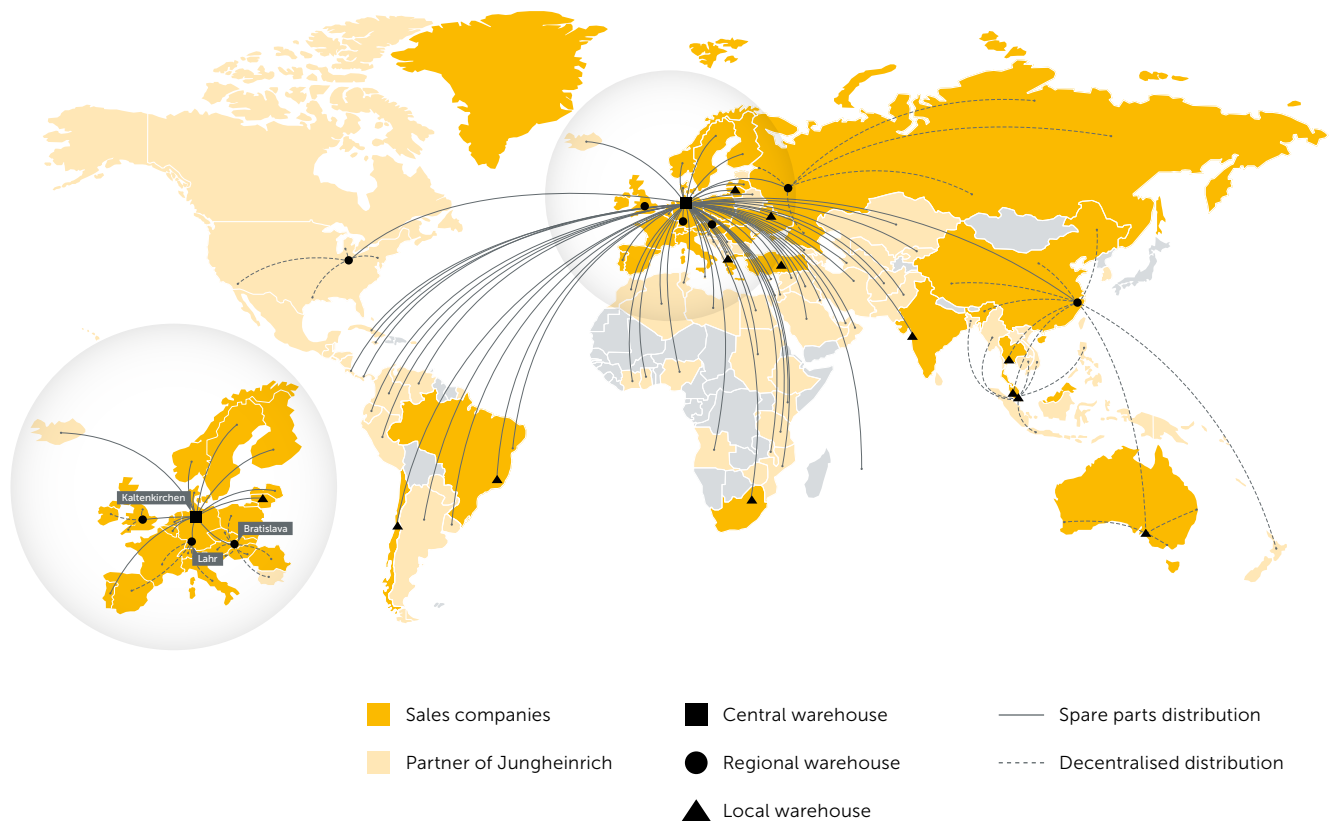 Kaltenkirchen
Bratislava
Lahr
Sales companies
Central warehouse
Spare parts distribution
Partner of Jungheinrich
Regional warehouse
Decentralised distribution
Local warehouse